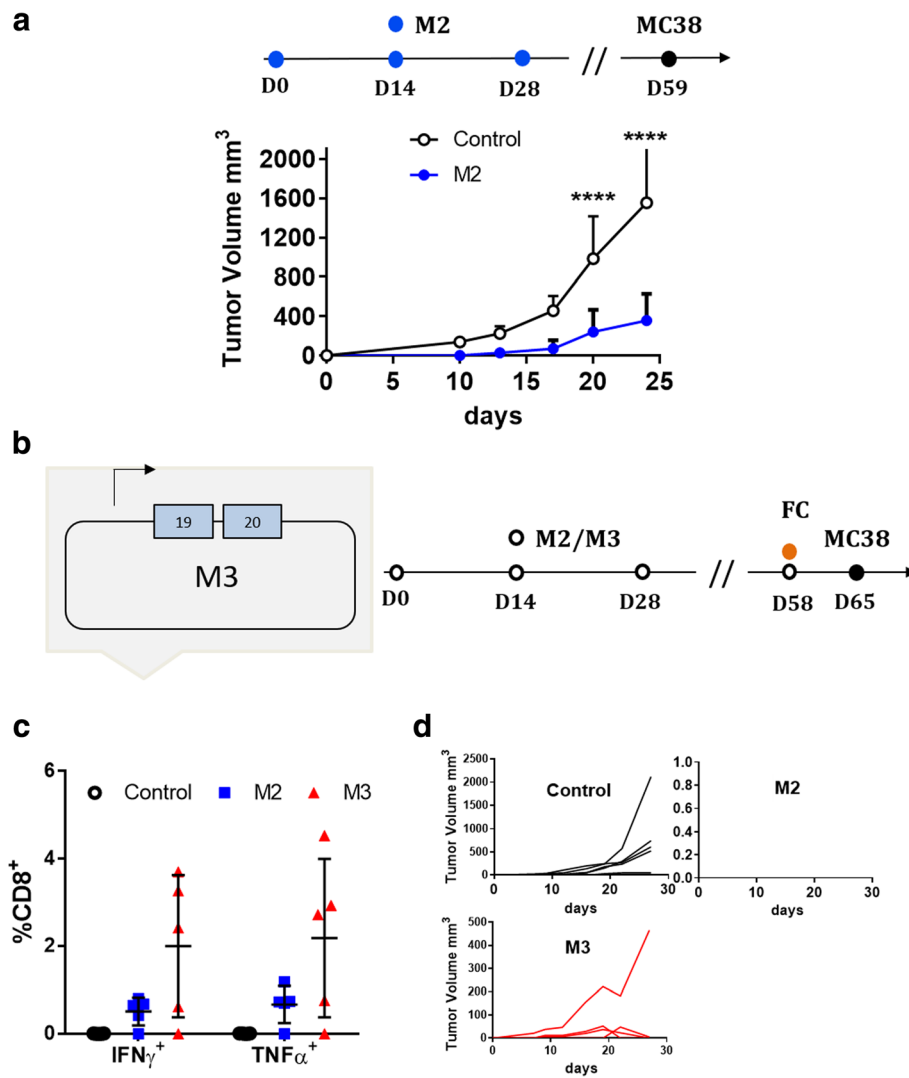 a
M2
MC38
//
D0
D14
D28
D59
Tumor Volume mm³
2000
1600
1200
800
400
0
Control
M2
****
****
0
5
10
15
20
25
days
b
19
20
M3
M2/M3
FC
MC38
//
D0
D14
D28
D58
D65
c
%CD8⁺
6
4
2
0
Control
M2
M3
IFNγ⁺
TNFα⁺
d
Tumor Volume mm³
2500
2000
1500
1000
500
0
Control
0
10
20
30
days
1.0
0.8
0.6
0.4
0.2
0.0
M2
0
10
20
30
days
Tumor Volume mm³
500
400
300
200
100
0
M3
0
10
20
30
days